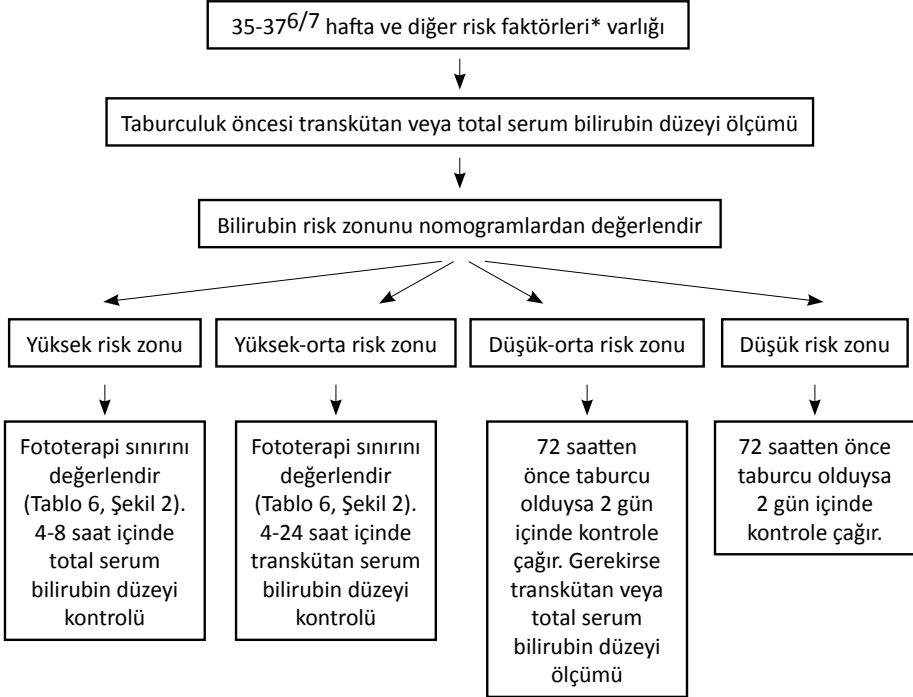 35-376/7 hafta ve diğer risk faktörleri* varlığı
Taburculuk öncesi transkütan veya total serum bilirubin düzeyi ölçümü
Bilirubin risk zonunu nomogramlardan değerlendir
Yüksek risk zonu
Yüksek-orta risk zonu
Düşük-orta risk zonu
Düşük risk zonu
Fototerapi sınırını
değerlendir
(Tablo 6, Şekil 2).
4-8 saat içinde
total serum
bilirubin düzeyi
kontrolü
Fototerapi sınırını
değerlendir
(Tablo 6, Şekil 2).
4-24 saat içinde
transkütan serum
bilirubin düzeyi
kontrolü
72 saatten
önce taburcu
olduysa 2 gün
içinde kontrole
çağır. Gerekirse
transkütan veya
total serum
bilirubin düzeyi
ölçümü
72 saatten önce
taburcu olduysa
2 gün içinde
kontrole çağır.